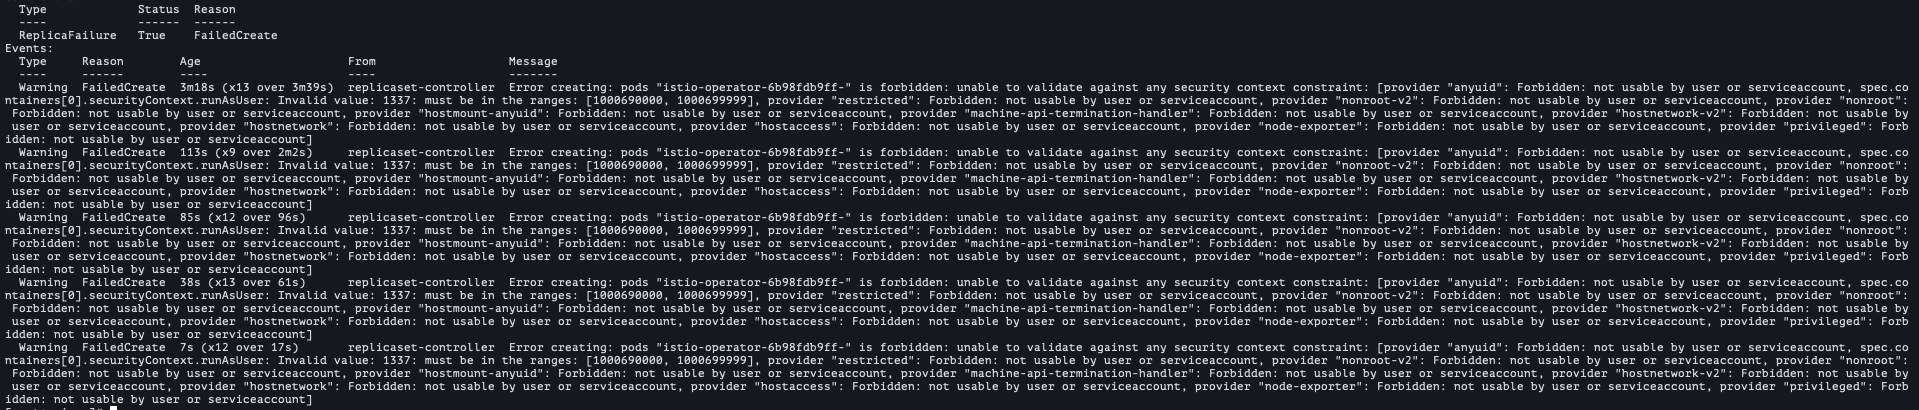 Type Status Reason
---- ------ ------
ReplicaFailure True FailedCreate
Events:
Type Reason Age From Message
---- ------ ---- ---- -------
Warning FailedCreate 3m18s (x13 over 3m39s) replicaset-controller Error creating: pods "istio-operator-6b98fdb9ff-" is forbidden: unable to validate against any security context constraint: [provider "anyuid": Forbidden: not usable by user or serviceaccount, spec.co
ntainers[0].securityContext.runAsUser: Invalid value: 1337: must be in the ranges: [1000690000, 1000699999], provider "restricted": Forbidden: not usable by user or serviceaccount, provider "nonroot-v2": Forbidden: not usable by user or serviceaccount, provider "nonroot":
Forbidden: not usable by user or serviceaccount, provider "hostmount-anyuid": Forbidden: not usable by user or serviceaccount, provider "machine-api-termination-handler": Forbidden: not usable by user or serviceaccount, provider "hostnetwork-v2": Forbidden: not usable by
user or serviceaccount, provider "hostnetwork": Forbidden: not usable by user or serviceaccount, provider "hostaccess": Forbidden: not usable by user or serviceaccount, provider "node-exporter": Forbidden: not usable by user or serviceaccount, provider "privileged": Forb
idden: not usable by user or serviceaccount]
Warning FailedCreate 113s (x9 over 2m2s) replicaset-controller Error creating: pods "istio-operator-6b98fdb9ff-" is forbidden: unable to validate against any security context constraint: [provider "anyuid": Forbidden: not usable by user or serviceaccount, spec.co
ntainers[0].securityContext.runAsUser: Invalid value: 1337: must be in the ranges: [1000690000, 1000699999], provider "restricted": Forbidden: not usable by user or serviceaccount, provider "nonroot-v2": Forbidden: not usable by user or serviceaccount, provider "nonroot":
Forbidden: not usable by user or serviceaccount, provider "hostmount-anyuid": Forbidden: not usable by user or serviceaccount, provider "machine-api-termination-handler": Forbidden: not usable by user or serviceaccount, provider "hostnetwork-v2": Forbidden: not usable by
user or serviceaccount, provider "hostnetwork": Forbidden: not usable by user or serviceaccount, provider "hostaccess": Forbidden: not usable by user or serviceaccount, provider "node-exporter": Forbidden: not usable by user or serviceaccount, provider "privileged": Forb
idden: not usable by user or serviceaccount]
Warning FailedCreate 85s (x12 over 96s) replicaset-controller Error creating: pods "istio-operator-6b98fdb9ff-" is forbidden: unable to validate against any security context constraint: [provider "anyuid": Forbidden: not usable by user or serviceaccount, spec.co
ntainers[0].securityContext.runAsUser: Invalid value: 1337: must be in the ranges: [1000690000, 1000699999], provider "restricted": Forbidden: not usable by user or serviceaccount, provider "nonroot-v2": Forbidden: not usable by user or serviceaccount, provider "nonroot":
Forbidden: not usable by user or serviceaccount, provider "hostmount-anyuid": Forbidden: not usable by user or serviceaccount, provider "machine-api-termination-handler": Forbidden: not usable by user or serviceaccount, provider "hostnetwork-v2": Forbidden: not usable by
user or serviceaccount, provider "hostnetwork": Forbidden: not usable by user or serviceaccount, provider "hostaccess": Forbidden: not usable by user or serviceaccount, provider "node-exporter": Forbidden: not usable by user or serviceaccount, provider "privileged": Forb
idden: not usable by user or serviceaccount]
Warning FailedCreate 38s (x13 over 61s) replicaset-controller Error creating: pods "istio-operator-6b98fdb9ff-" is forbidden: unable to validate against any security context constraint: [provider "anyuid": Forbidden: not usable by user or serviceaccount, spec.co
ntainers[0].securityContext.runAsUser: Invalid value: 1337: must be in the ranges: [1000690000, 1000699999], provider "restricted": Forbidden: not usable by user or serviceaccount, provider "nonroot-v2": Forbidden: not usable by user or serviceaccount, provider "nonroot":
Forbidden: not usable by user or serviceaccount, provider "hostmount-anyuid": Forbidden: not usable by user or serviceaccount, provider "machine-api-termination-handler": Forbidden: not usable by user or serviceaccount, provider "hostnetwork-v2": Forbidden: not usable by
user or serviceaccount, provider "hostnetwork": Forbidden: not usable by user or serviceaccount, provider "hostaccess": Forbidden: not usable by user or serviceaccount, provider "node-exporter": Forbidden: not usable by user or serviceaccount, provider "privileged": Forb
idden: not usable by user or serviceaccount]
Warning FailedCreate 7s (x12 over 17s) replicaset-controller Error creating: pods "istio-operator-6b98fdb9ff-" is forbidden: unable to validate against any security context constraint: [provider "anyuid": Forbidden: not usable by user or serviceaccount, spec.co
ntainers[0].securityContext.runAsUser: Invalid value: 1337: must be in the ranges: [1000690000, 1000699999], provider "restricted": Forbidden: not usable by user or serviceaccount, provider "nonroot-v2": Forbidden: not usable by user or serviceaccount, provider "nonroot":
Forbidden: not usable by user or serviceaccount, provider "hostmount-anyuid": Forbidden: not usable by user or serviceaccount, provider "machine-api-termination-handler": Forbidden: not usable by user or serviceaccount, provider "hostnetwork-v2": Forbidden: not usable by
user or serviceaccount, provider "hostnetwork": Forbidden: not usable by user or serviceaccount, provider "hostaccess": Forbidden: not usable by user or serviceaccount, provider "node-exporter": Forbidden: not usable by user or serviceaccount, provider "privileged": Forb
idden: not usable by user or serviceaccount]